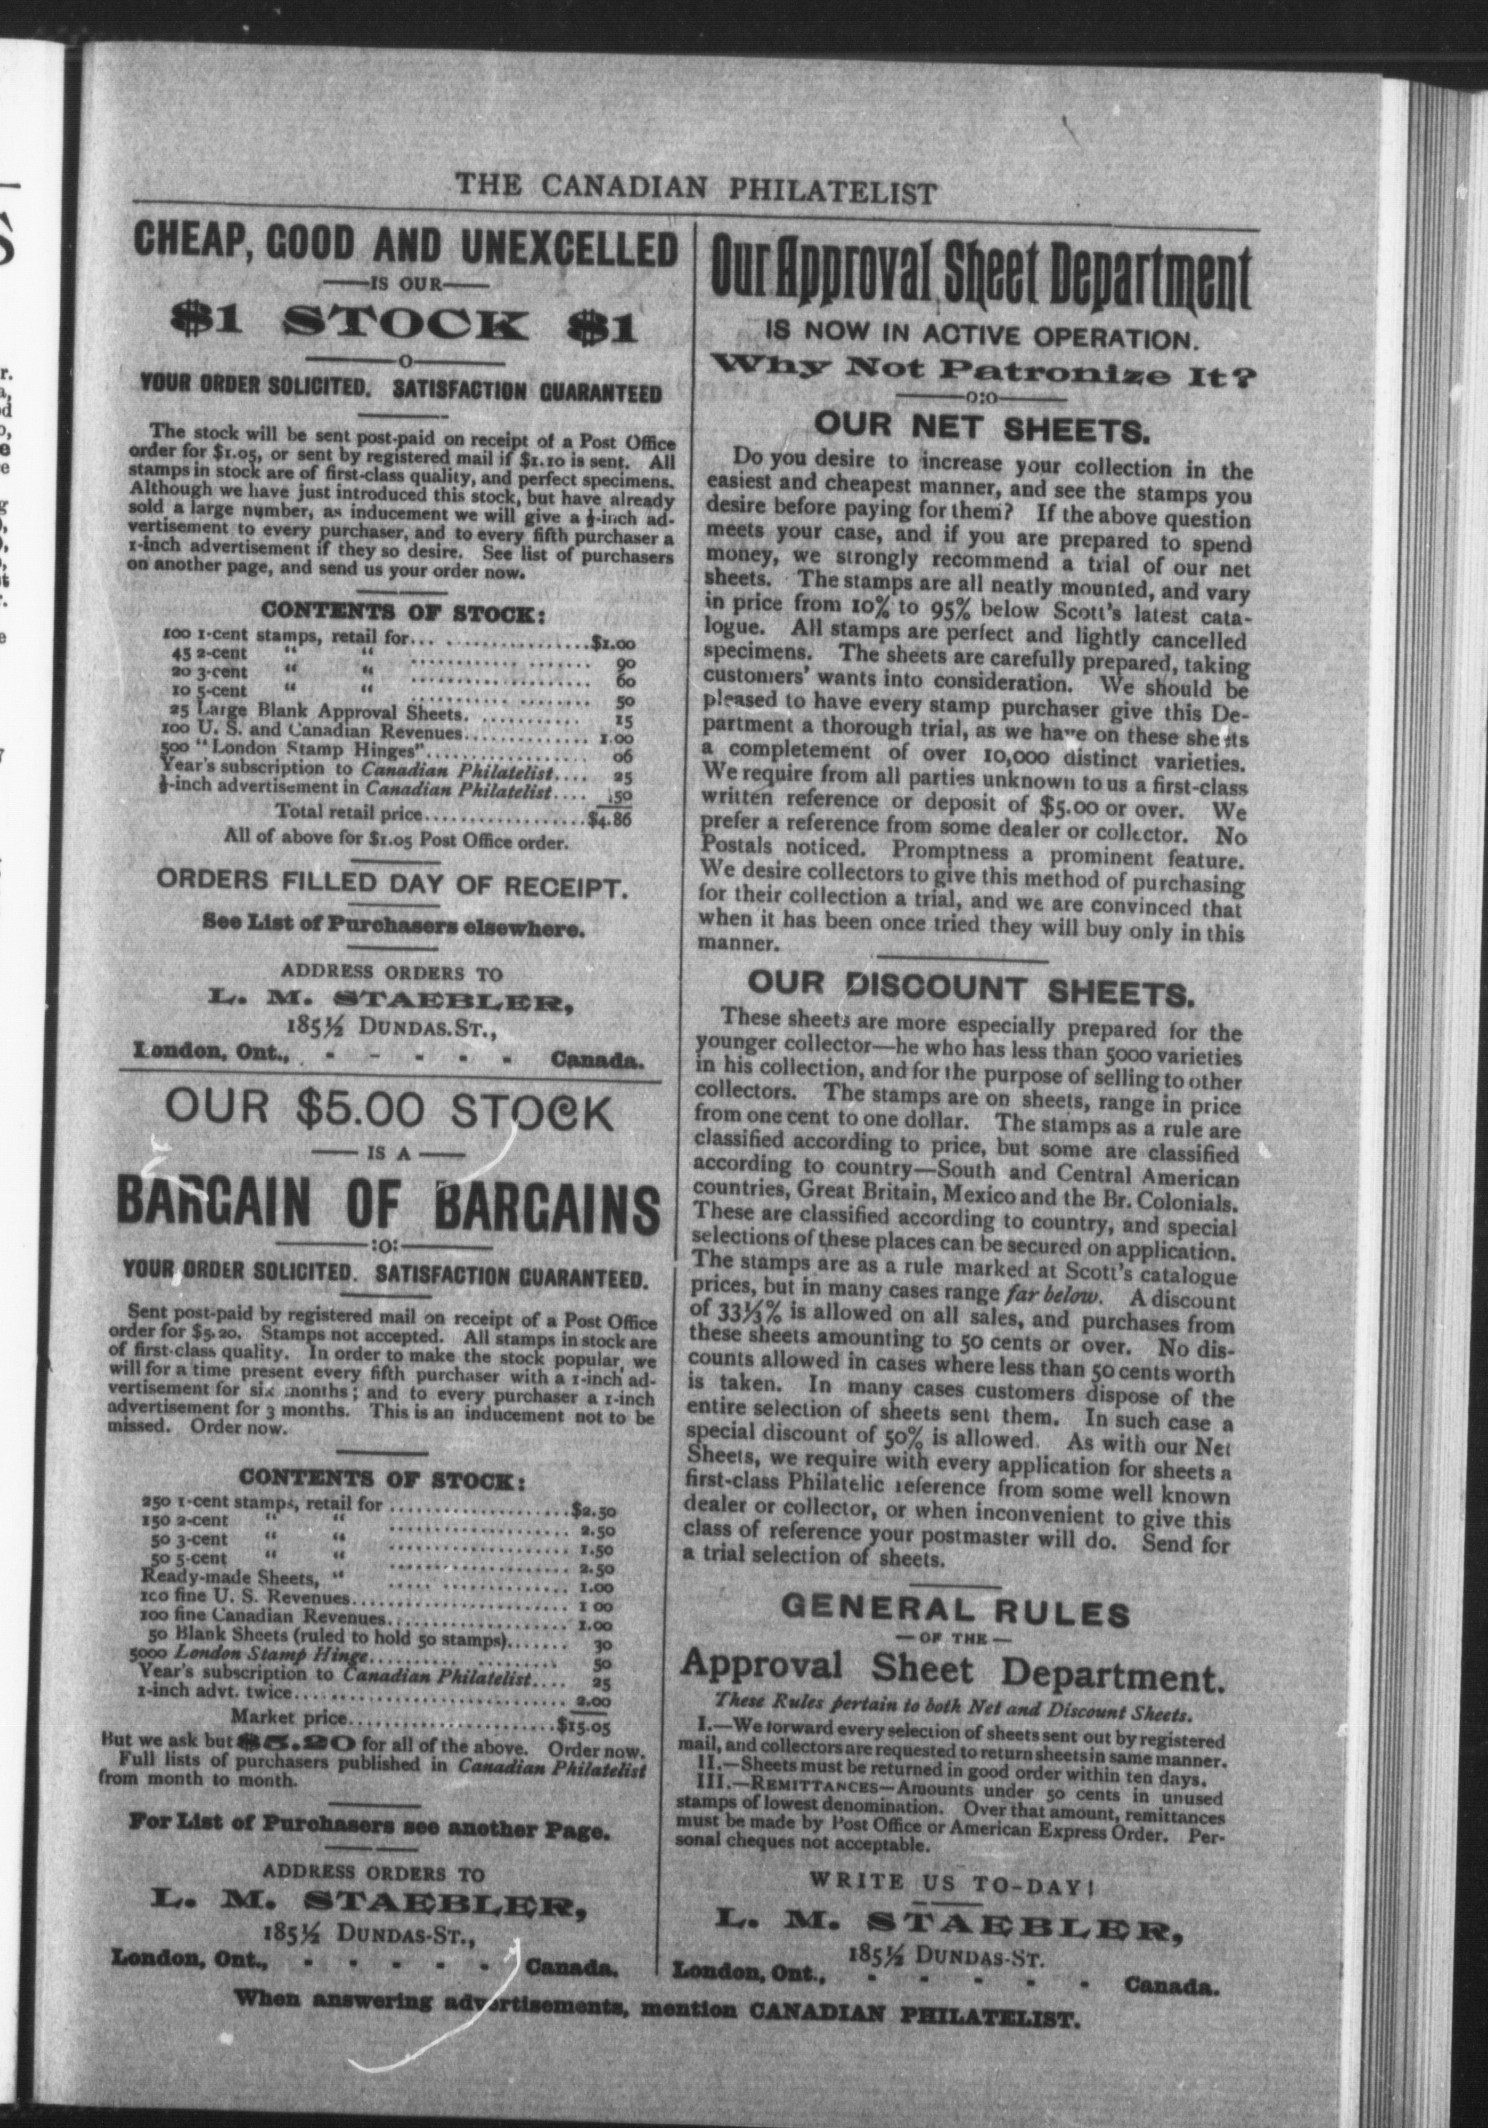 THE CANADIAN PHILATELIST
CHEAP, GOOD AND UNEXCELLED
—IS OUR—
$1 STOCK $1
—o—
YOUR ORDER SOLICITED. SATISFACTION GUARANTEED
The stock will be sent post-paid on receipt of a Post Office
order for $1.05, or sent by registered mail if $1.10 is sent. All
stamps in stock are of first-class quality, and perfect specimens.
Although we have just introduced this stock, but have already
sold a large number, as inducement we will give a ½-inch ad-
vertisement to every purchaser, and to every fifth purchaser a
1-inch advertisement if they so desire. See list of purchasers
on another page, and send us your order now.
CONTENTS OF STOCK:
100 1-cent stamps, retail for... ................$1.00
45 2-cent " " ................ ....... 90
20 3-cent " " .................... 60
10 5-cent " " ........... ........ 50
25 Large Blank Approval Sheets. ........... 15
100 U. S. and Canadian Revenues.............. 1.00
500 "London Stamp Hinges".................. 06
Year's subscription to Canadian Philatelist.... 25
½-inch advertisement in Canadian Philatelist.... .50
Total retail price..................$4.86
All of above for $1.05 Post Office order.
ORDERS FILLED DAY OF RECEIPT.
See List of Purchasers elsewhere.
ADDRESS ORDERS TO
L. M. STAEBLER,
185½ DUNDAS.ST.,
London, Ont., - - - - - Canada.
OUR $5.00 STOCK
— IS A —
BARGAIN OF BARGAINS
—:o:—
YOUR ORDER SOLICITED. SATISFACTION GUARANTEED.
Sent post-paid by registered mail on receipt of a Post Office
order for $5.20. Stamps not accepted. All stamps in stock are
of first-class quality. In order to make the stock popular, we
will for a time present every fifth purchaser with a 1-inch ad-
vertisement for six months; and to every purchaser a 1-inch
advertisement for 3 months. This is an inducement not to be
missed. Order now.
CONTENTS OF STOCK:
250 1-cent stamps, retail for ....................$2.50
150 2-cent " " .................... 2.50
50 3-cent " " .................... 1.50
50 5-cent " " .................... 2.50
Ready-made Sheets, " ..... .............. 1.00
100 fine U. S. Revenues........................ 1 00
100 fine Canadian Revenues.................... 1.00
50 Blank Sheets (ruled to hold 50 stamps)....... 30
5000 London Stamp Hinge.......... .......... 50
Year's subscription to Canadian Philatelist.... 25
1-inch advt. twice.............................. 2.00
Market price.......................$15.05
But we ask but $5.20 for all of the above. Order now.
Full lists of purchasers published in Canadian Philatelist
from month to month.
For List of Purchasers see another Page.
ADDRESS ORDERS TO
L. M. STAEBLER,
185½ DUNDAS-ST.,
London, Ont., - - - - - Canada.
Our Approval Sheet Department
IS NOW IN ACTIVE OPERATION.
Why Not Patronize It?
—o:o—
OUR NET SHEETS.
Do you desire to increase your collection in the
easiest and cheapest manner, and see the stamps you
desire before paying for them? If the above question
meets your case, and if you are prepared to spend
money, we strongly recommend a trial of our net
sheets. The stamps are all neatly mounted, and vary
in price from 10% to 95% below Scott's latest cata-
logue. All stamps are perfect and lightly cancelled
specimens. The sheets are carefully prepared, taking
customers' wants into consideration. We should be
pleased to have every stamp purchaser give this De-
partment a thorough trial, as we have on these sheets
a completement of over 10,000 distinct varieties.
We require from all parties unknown to us a first-class
written reference or deposit of $5.00 or over. We
prefer a reference from some dealer or collector. No
Postals noticed. Promptness a prominent feature.
We desire collectors to give this method of purchasing
for their collection a trial, and we are convinced that
when it has been once tried they will buy only in this
manner.
OUR DISCOUNT SHEETS.
These sheets are more especially prepared for the
younger collector—he who has less than 5000 varieties
in his collection, and for the purpose of selling to other
collectors. The stamps are on sheets, range in price
from one cent to one dollar. The stamps as a rule are
classified according to price, but some are classified
according to country—South and Central American
countries, Great Britain, Mexico and the Br. Colonials.
These are classified according to country, and special
selections of these places can be secured on application.
The stamps are as a rule marked at Scott's catalogue
prices, but in many cases range far below. A discount
of 33⅓% is allowed on all sales, and purchases from
these sheets amounting to 50 cents or over. No dis-
counts allowed in cases where less than 50 cents worth
is taken. In many cases customers dispose of the
entire selection of sheets sent them. In such case a
special discount of 50% is allowed. As with our Net
Sheets, we require with every application for sheets a
first-class Philatelic reference from some well known
dealer or collector, or when inconvenient to give this
class of reference your postmaster will do. Send for
a trial selection of sheets.
GENERAL RULES
— OF THE —
Approval Sheet Department.
These Rules pertain to both Net and Discount Sheets.
I.—We forward every selection of sheets sent out by registered
mail, and collectors are requested to return sheets in same manner.
II.—Sheets must be returned in good order within ten days.
III.—REMITTANCES—Amounts under 50 cents in unused
stamps of lowest denomination. Over that amount, remittances
must be made by Post Office or American Express Order. Per-
sonal cheques not acceptable.
WRITE US TO-DAY!
L. M. STAEBLER,
185½ DUNDAS-ST.
London, Ont., - - - - - Canada.
When answering advertisements, mention CANADIAN PHILATELIST.